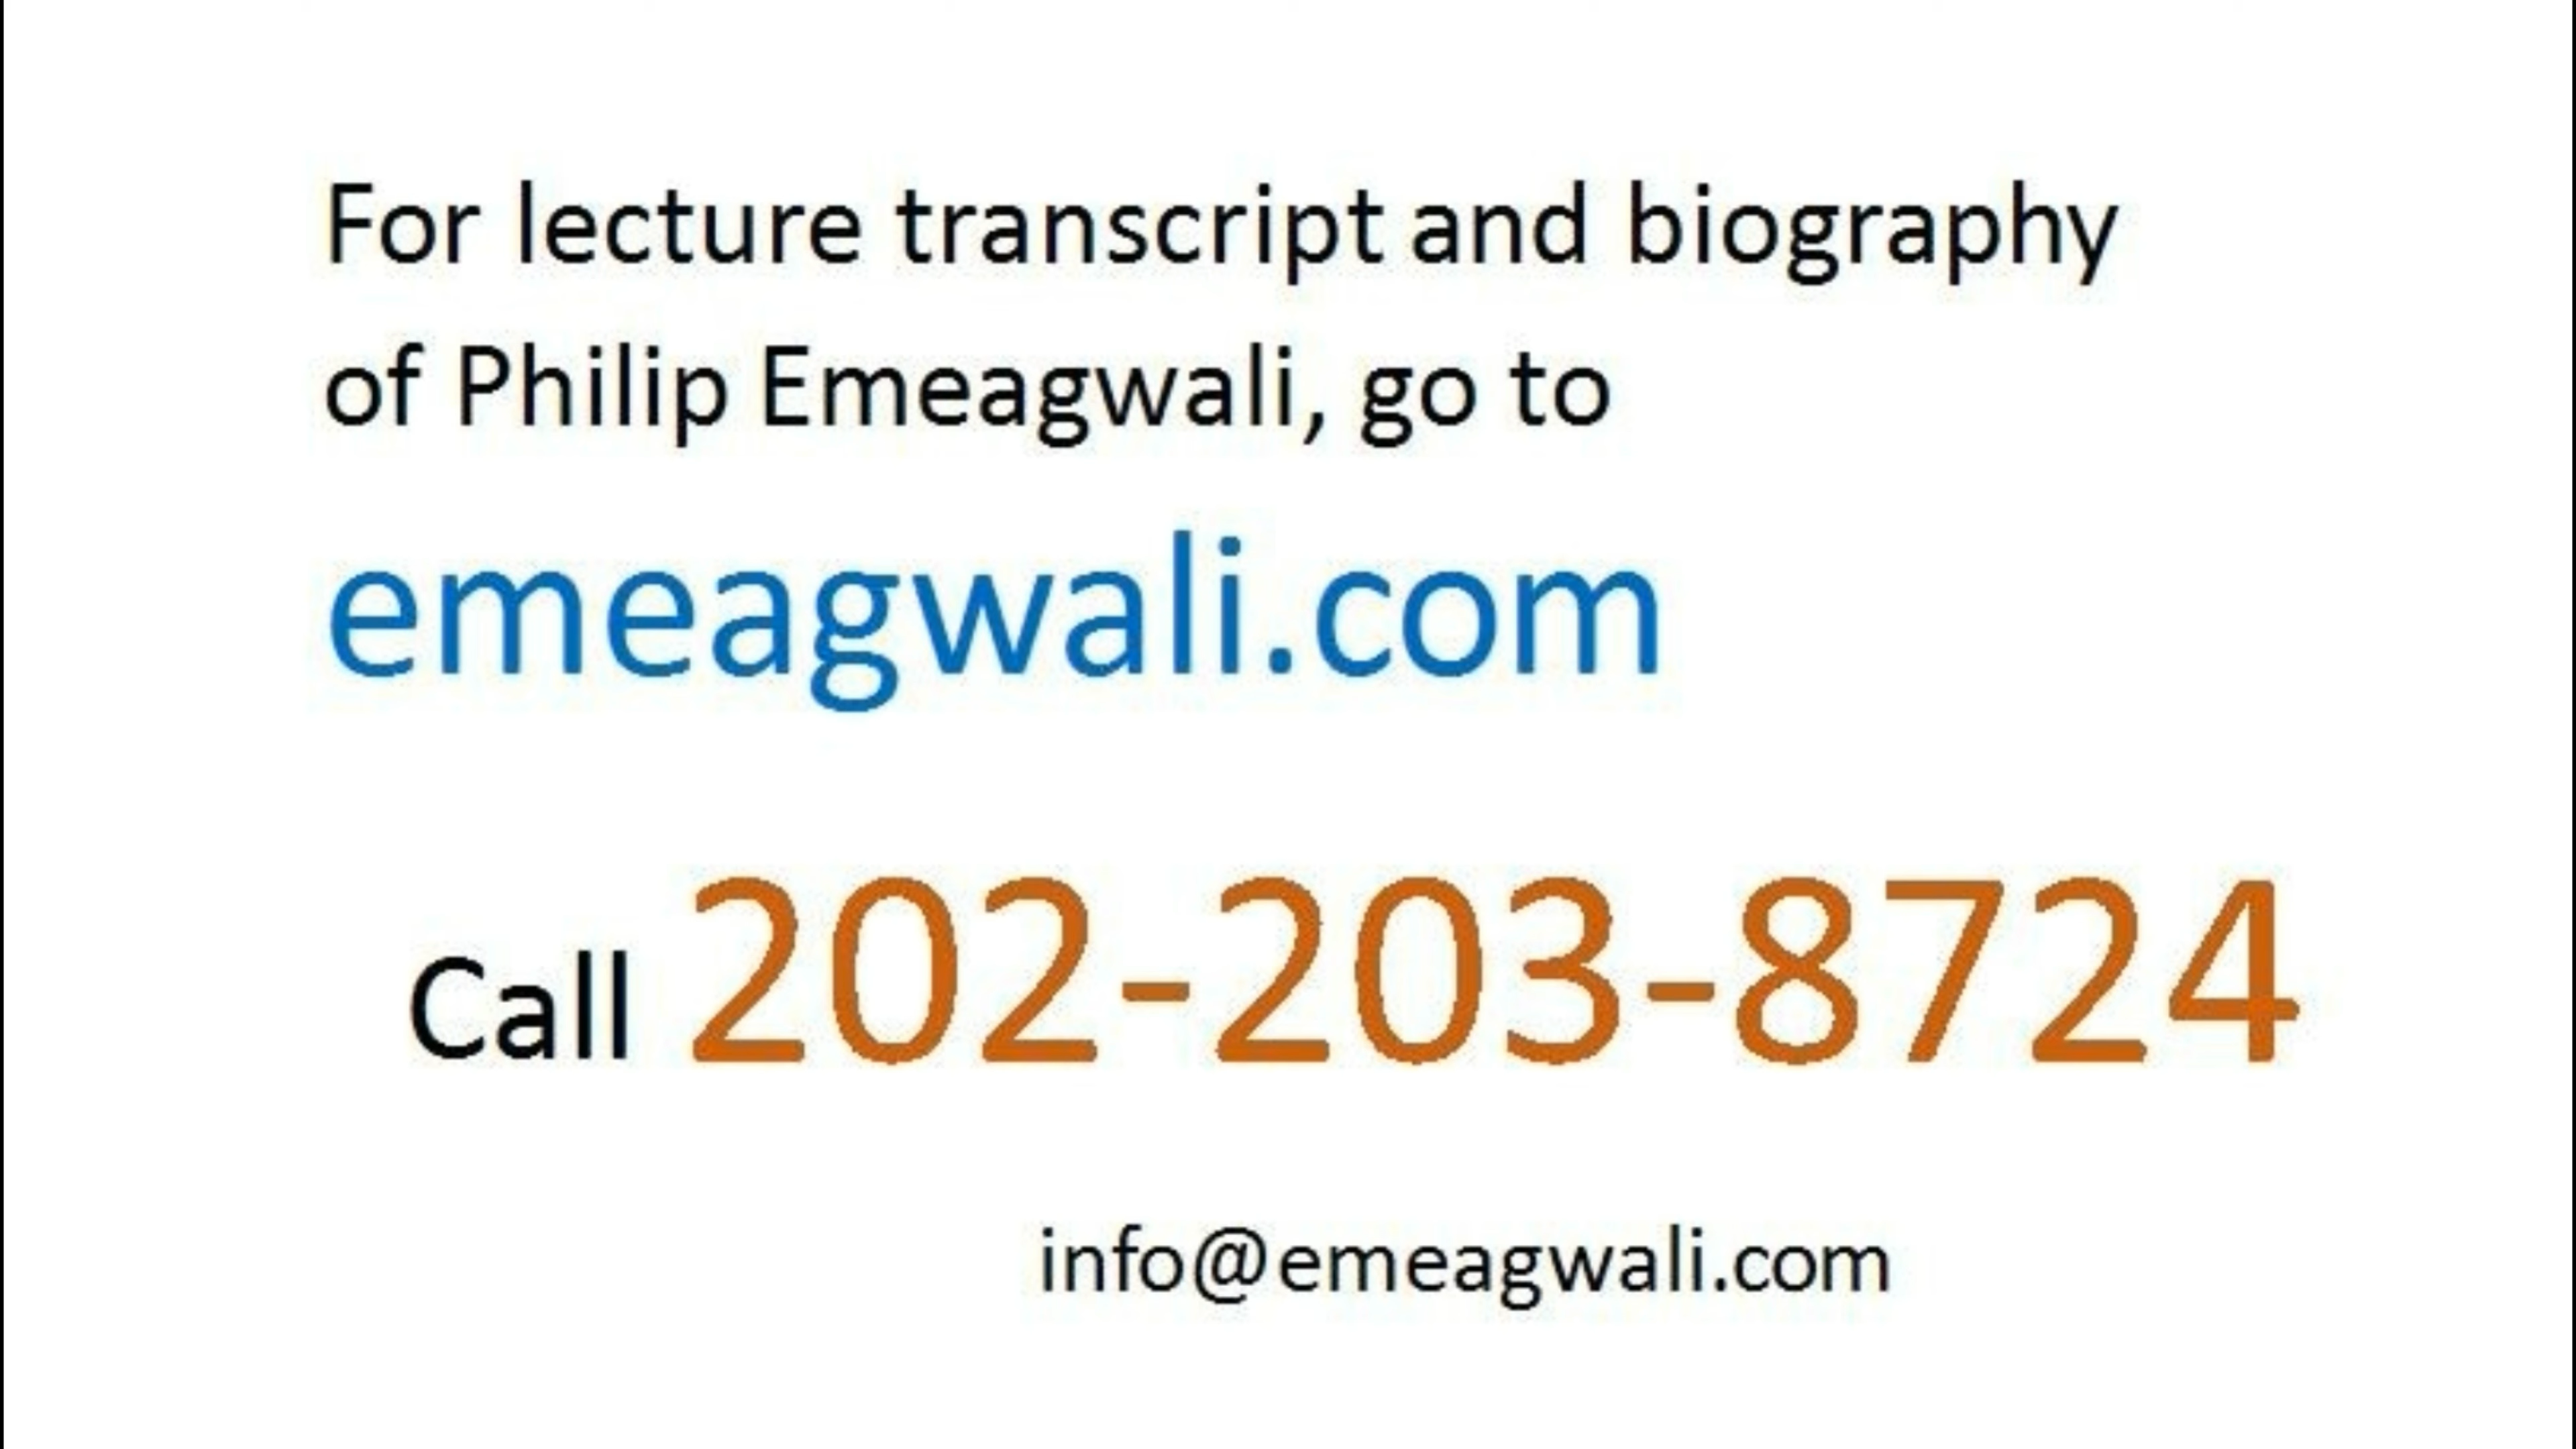 For lecture transcript and biography
of Philip Emeagwali, go to
emeagwali.com
Call 202-203-8724
info@emeagwali.com